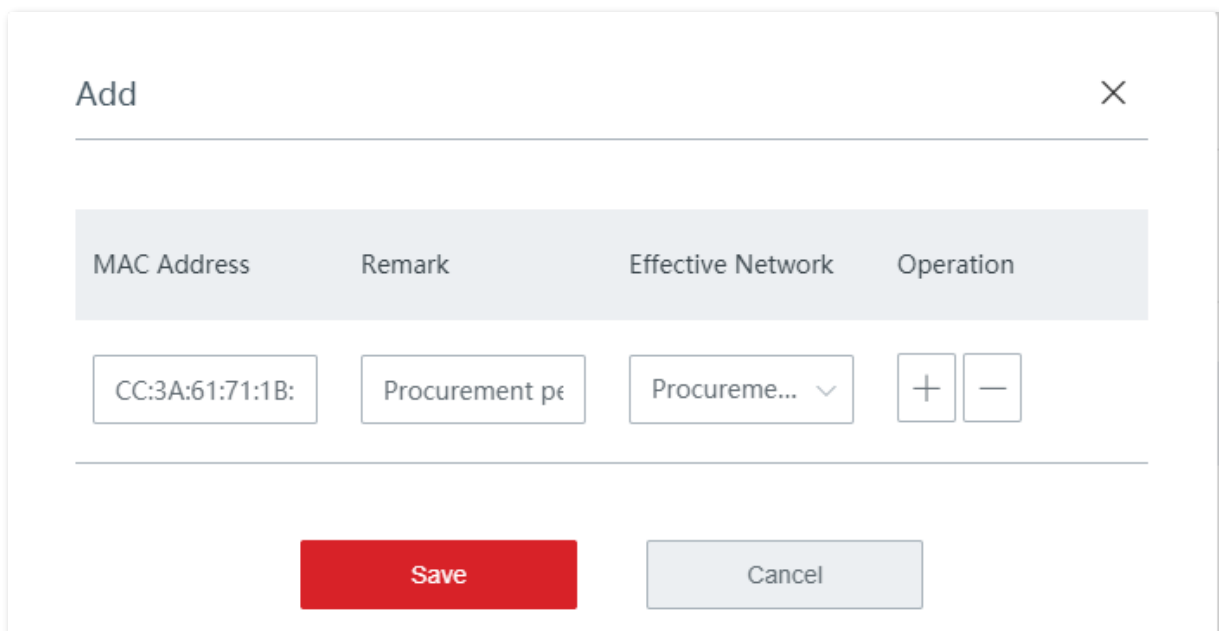 Add
MAC Address Remark Effective Network Operation
CC:3A:61:71:1B: Procurement pe Procureme...
Save Cancel